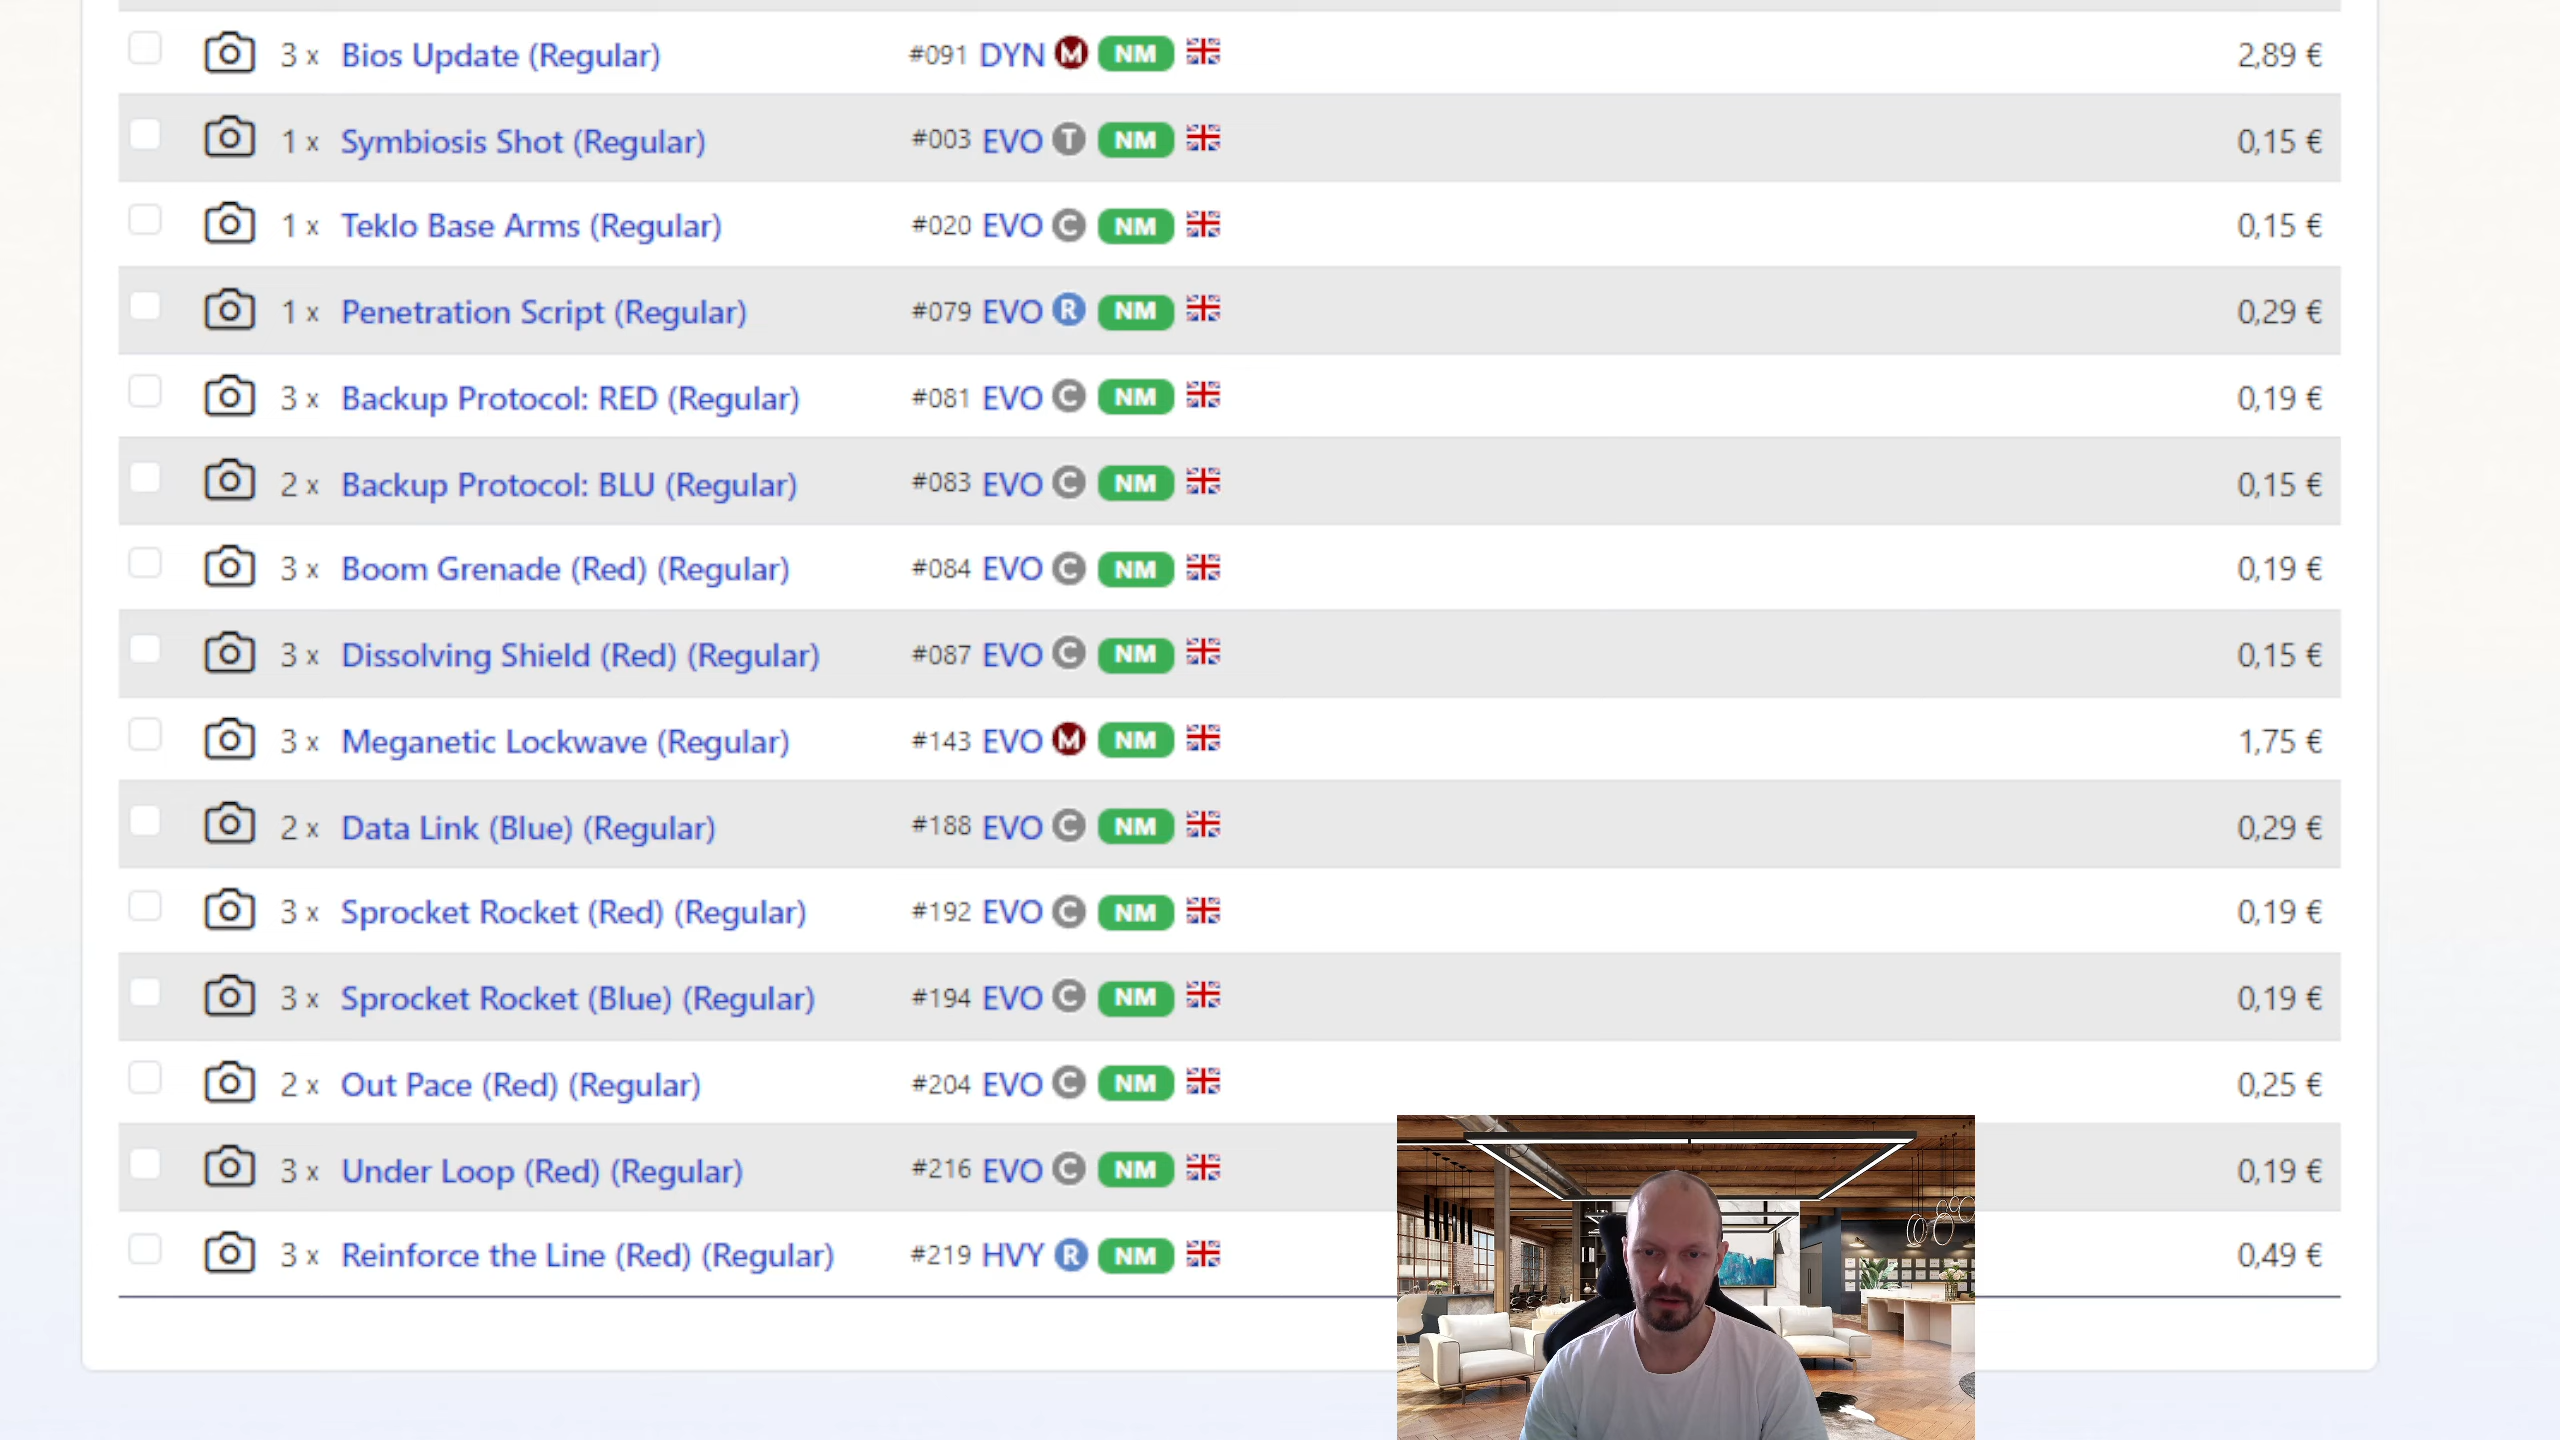 3 x Bios Update (Regular) #091 DYN M NM 2,89 €
1 x Symbiosis Shot (Regular) #003 EVO T NM 0,15 €
1 x Teklo Base Arms (Regular) #020 EVO C NM 0,15 €
1 x Penetration Script (Regular) #079 EVO R NM 0,29 €
3 x Backup Protocol: RED (Regular) #081 EVO C NM 0,19 €
2 x Backup Protocol: BLU (Regular) #083 EVO C NM 0,15 €
3 x Boom Grenade (Red) (Regular) #084 EVO C NM 0,19 €
3 x Dissolving Shield (Red) (Regular) #087 EVO C NM 0,15 €
3 x Meganetic Lockwave (Regular) #143 EVO M NM 1,75 €
2 x Data Link (Blue) (Regular) #188 EVO C NM 0,29 €
3 x Sprocket Rocket (Red) (Regular) #192 EVO C NM 0,19 €
3 x Sprocket Rocket (Blue) (Regular) #194 EVO C NM 0,19 €
2 x Out Pace (Red) (Regular) #204 EVO C NM 0,25 €
3 x Under Loop (Red) (Regular) #216 EVO C NM 0,19 €
3 x Reinforce the Line (Red) (Regular) #219 HVY R NM 0,49 €